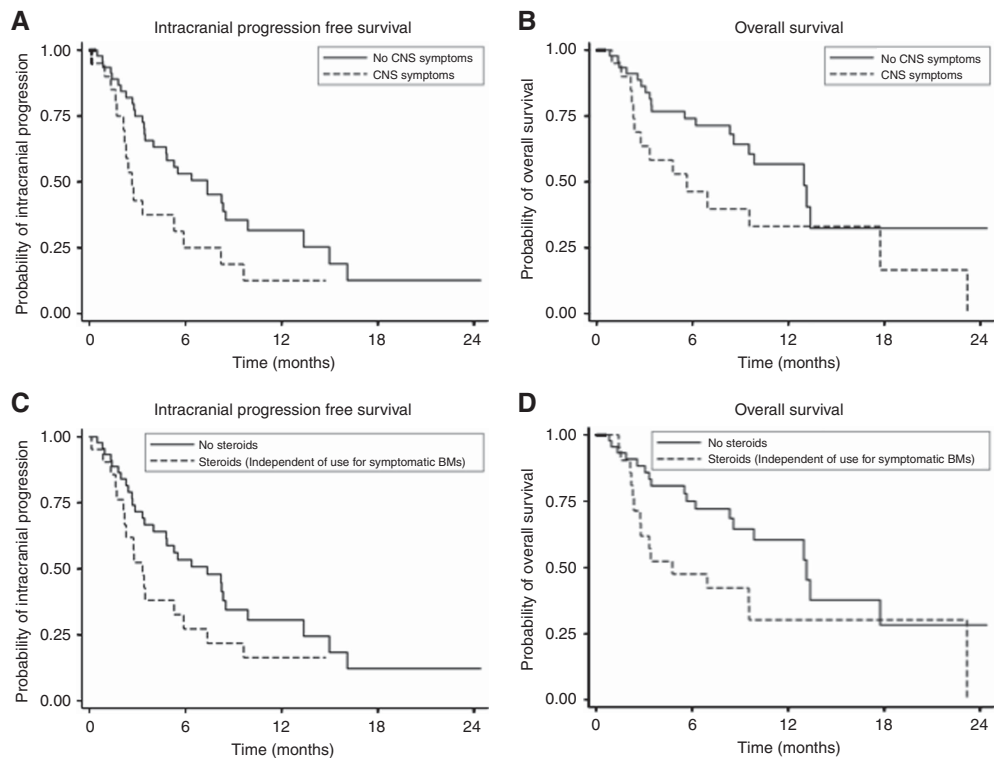 A
Intracranial progression free survival
No CNS symptoms
CNS symptoms
Probability of intracranial progression
1.00
0.75
0.50
0.25
0.00
0
6
12
18
24
Time (months)
B
Overall survival
No CNS symptoms
CNS symptoms
Probability of overall survival
1.00
0.75
0.50
0.25
0.00
0
6
12
18
24
Time (months)
C
Intracranial progression free survival
No steroids
Steroids (Independent of use for symptomatic BMs)
Probability of intracranial progression
1.00
0.75
0.50
0.25
0.00
0
6
12
18
24
Time (months)
D
Overall survival
No steroids
Steroids (Independent of use for symptomatic BMs)
Probability of overall survival
1.00
0.75
0.50
0.25
0.00
0
6
12
18
24
Time (months)